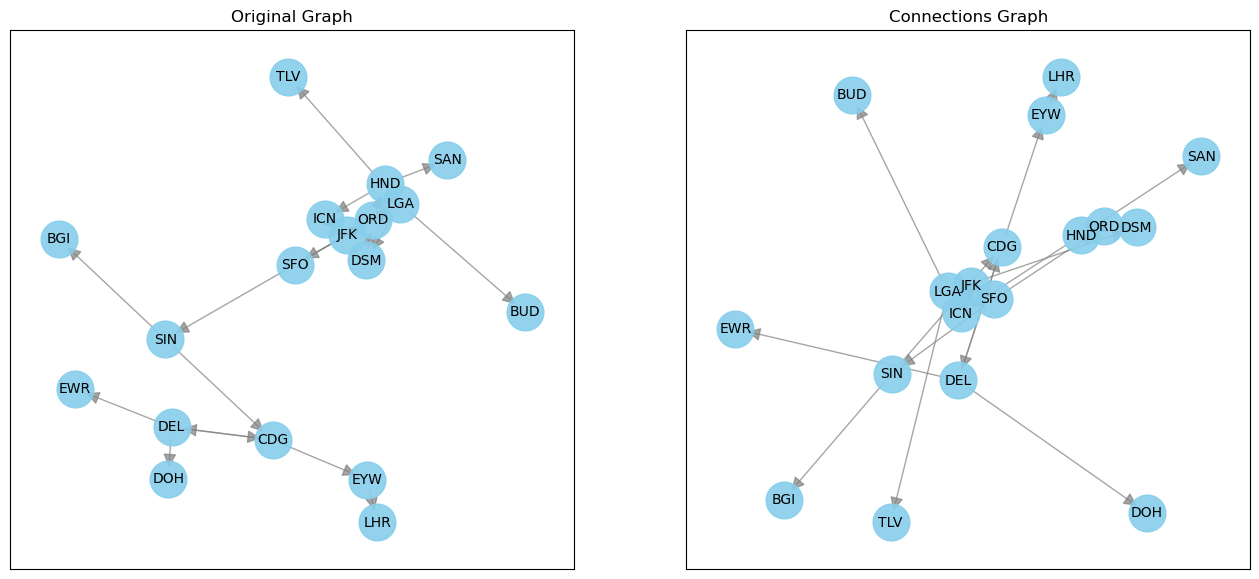 Original Graph
TLV
SAN
HND
LGA
ICN
ORD
JFK
BGI
DSM
SFO
BUD
SIN
EWR
DEL
CDG
DOH
EYW
LHR
Connections Graph
LHR
BUD
EYW
SAN
ORD
DSM
HND
CDG
JFK
LGA
SFO
ICN
EWR
SIN
DEL
BGI
DOH
TLV